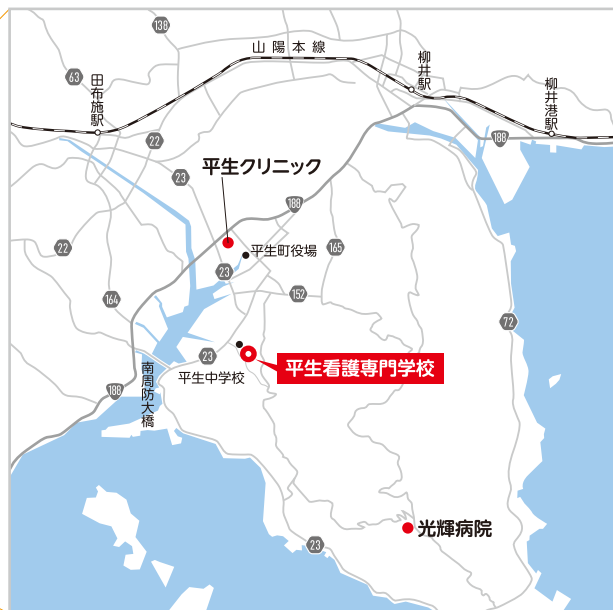 138
山陽本線
63
田布施駅
柳井駅
柳井港駅
22
188
平生クリニック
23
188
22
平生町役場
165
23
164
152
72
23
平生看護専門学校
平生中学校
188
南周防大橋
光輝病院
23